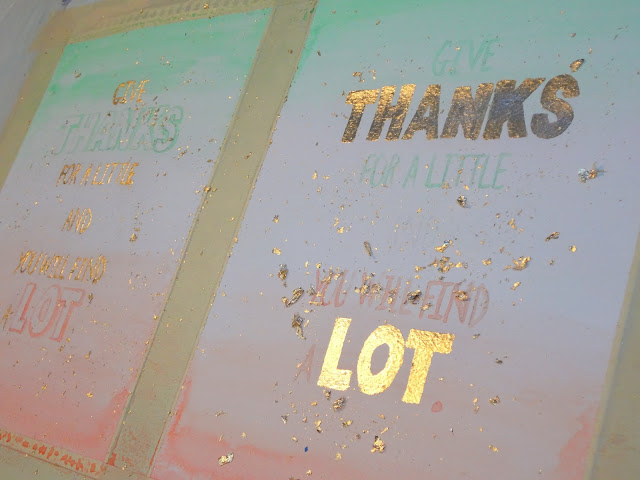 GIVE
THANKS
FOR A LITTLE
AND
YOU WILL FIND
A LOT
GIVE
THANKS
FOR A LITTLE
YOU WILL FIND
A LOT